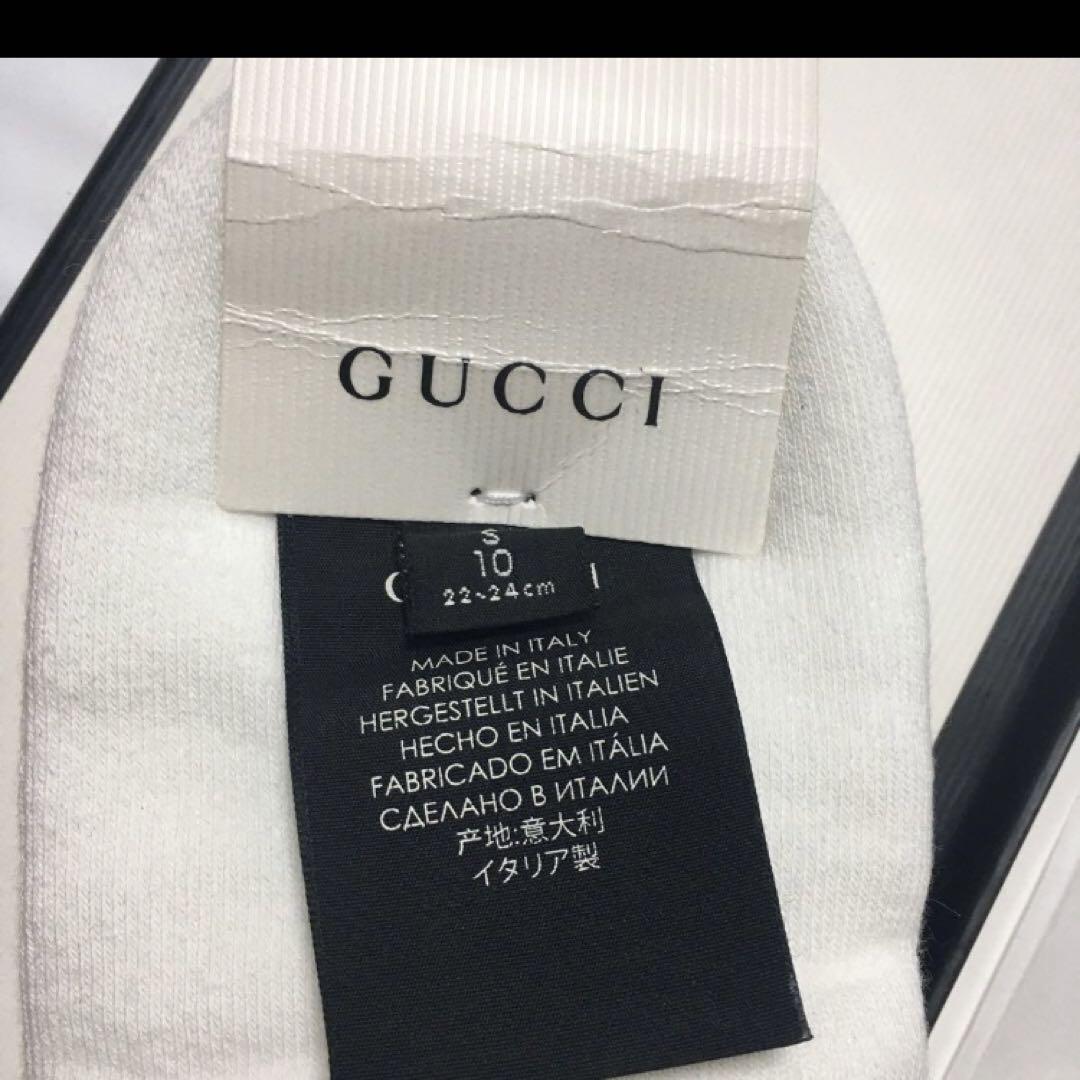 GUCCI
S
10
22~24cm
MADE IN ITALY
FABRIQUÉ EN ITALIE
HERGESTELLT IN ITALIEN
HECHO EN ITALIA
FABRICADO EM ITÁLIA
СДЕЛАНО В ИТАЛИИ
产地:意大利
イタリア製